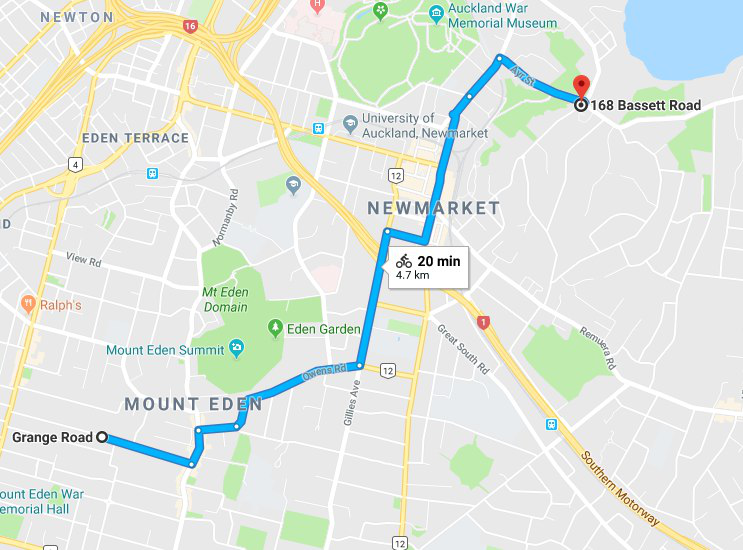 NEWTON
16
H
Auckland War
Memorial Museum
Ayr St
168 Bassett Road
University of
Auckland, Newmarket
EDEN TERRACE
4
12
NEWMARKET
Normanby Rd
View Rd
20 min
4.7 km
Mt Eden
Domain
Ralph's
1
Eden Garden
Great South Rd
Remuera Rd
Mount Eden Summit
Owens Rd
12
MOUNT EDEN
Gillies Ave
Grange Road
Southern Motorway
ount Eden War
emorial Hall
12